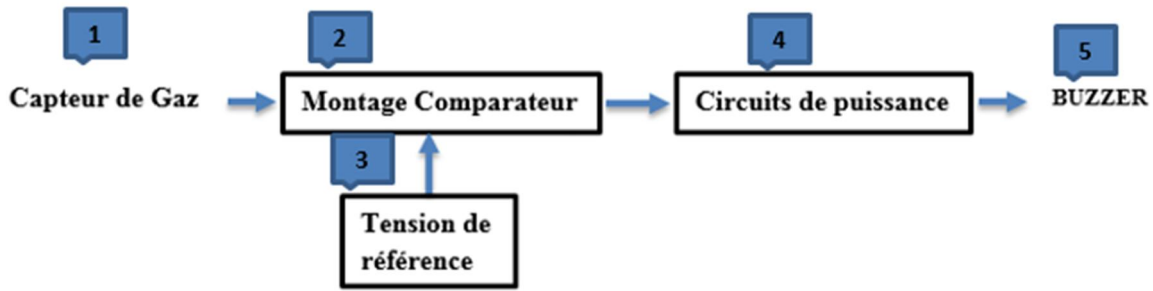 1
Capteur de Gaz
2
Montage Comparateur
3
Tension de
référence
4
Circuits de puissance
5
BUZZER